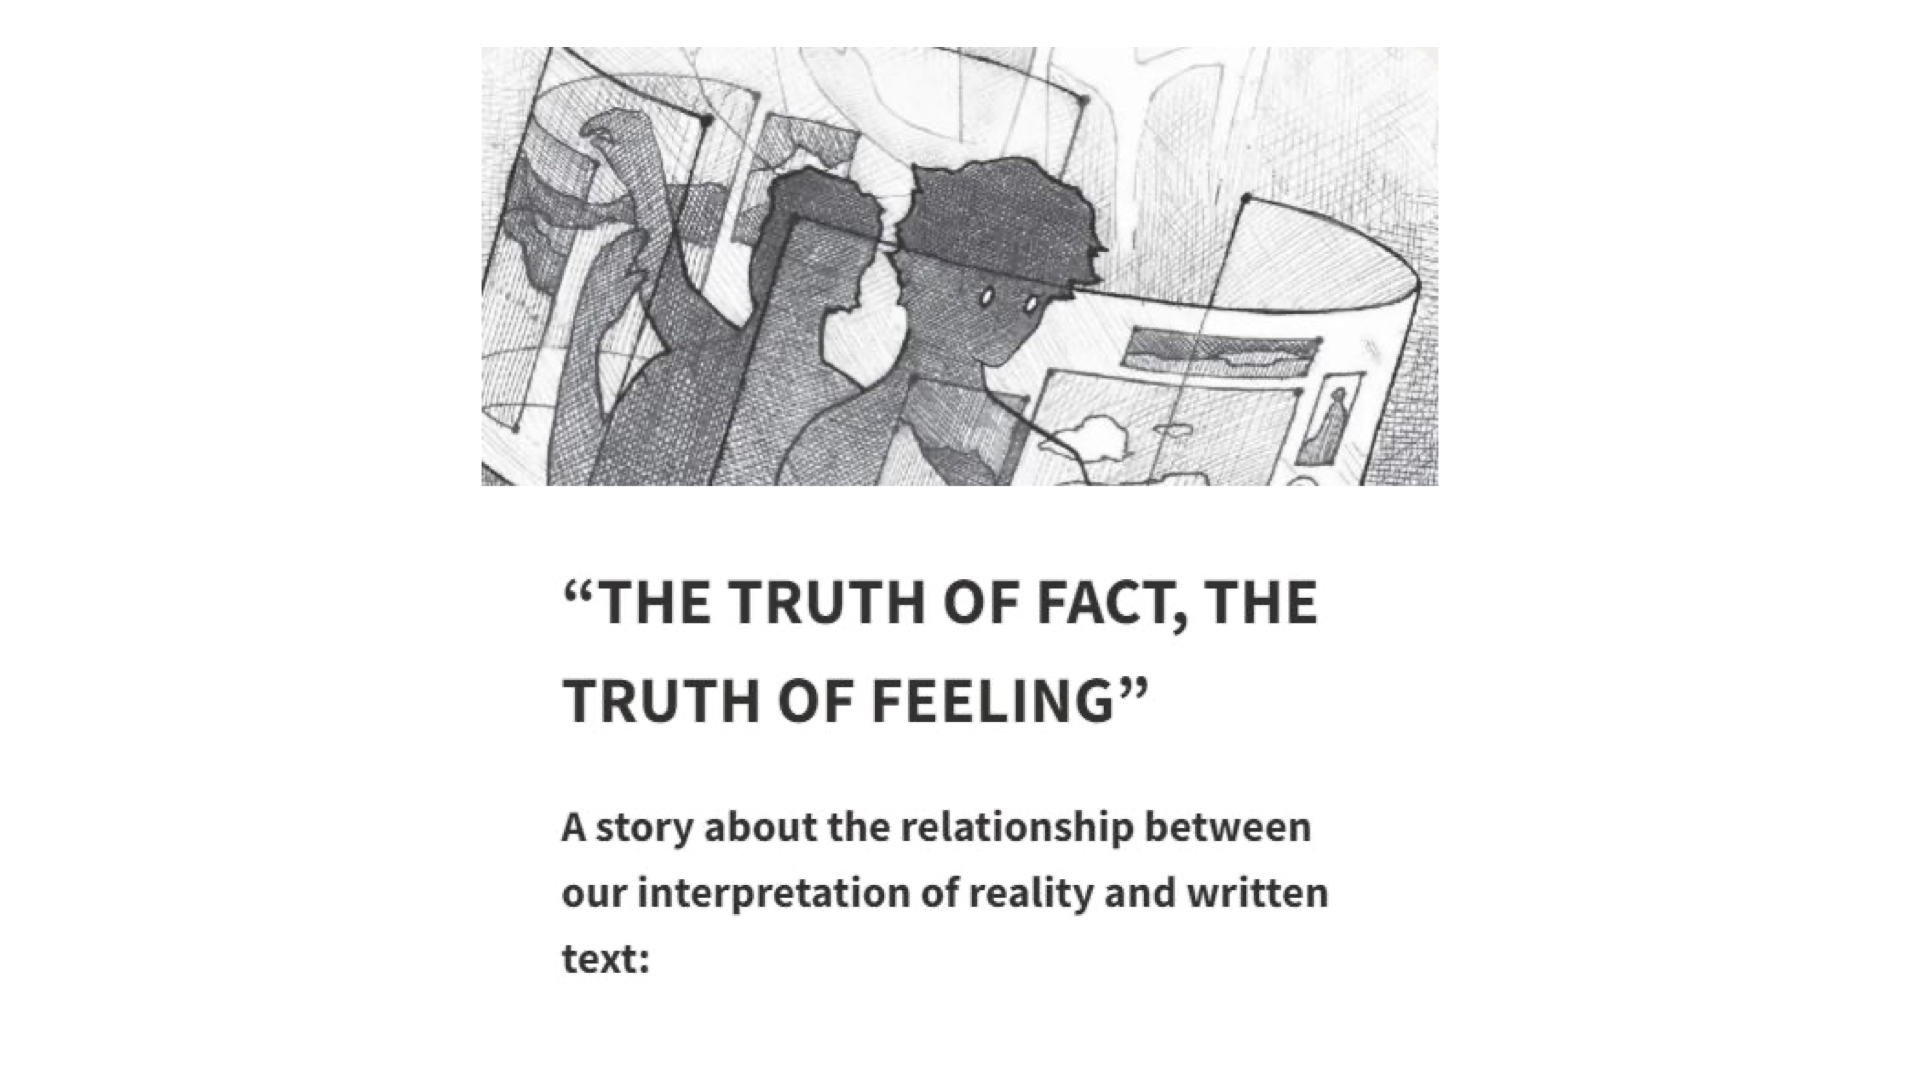 “THE TRUTH OF FACT, THE
TRUTH OF FEELING”
A story about the relationship between
our interpretation of reality and written
text: